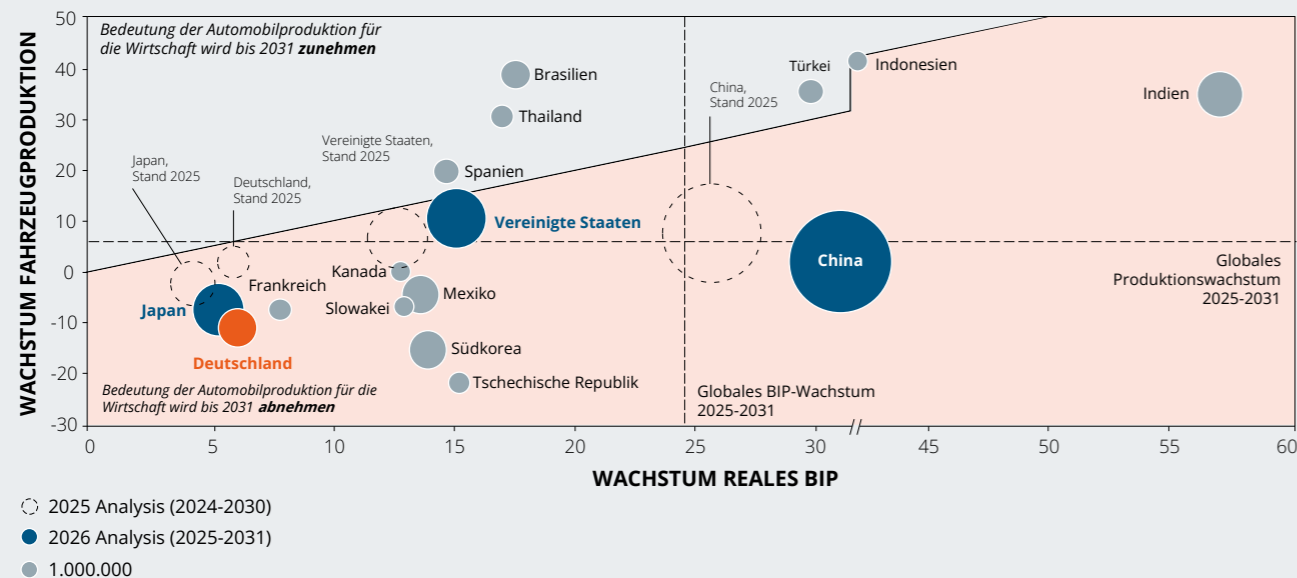 WACHSTUM FAHRZEUGPRODUKTION
50
40
30
20
10
0
-10
-20
-30
Bedeutung der Automobilproduktion für
die Wirtschaft wird bis 2031 zunehmen
Brasilien
Thailand
Spanien
Türkei
Indonesien
Indien
China,
Stand 2025
Vereinigte Staaten,
Stand 2025
Japan,
Stand 2025
Deutschland,
Stand 2025
Vereinigte Staaten
China
Globales
Produktionswachstum
2025-2031
Kanada
Mexiko
Frankreich
Slowakei
Japan
Deutschland
Südkorea
Tschechische Republik
Bedeutung der Automobilproduktion für die
Wirtschaft wird bis 2031 abnehmen
Globales BIP-Wachstum
2025-2031
0
5
10
15
20
25
30
45
50
55
60
WACHSTUM REALES BIP
2025 Analysis (2024-2030)
2026 Analysis (2025-2031)
1.000.000